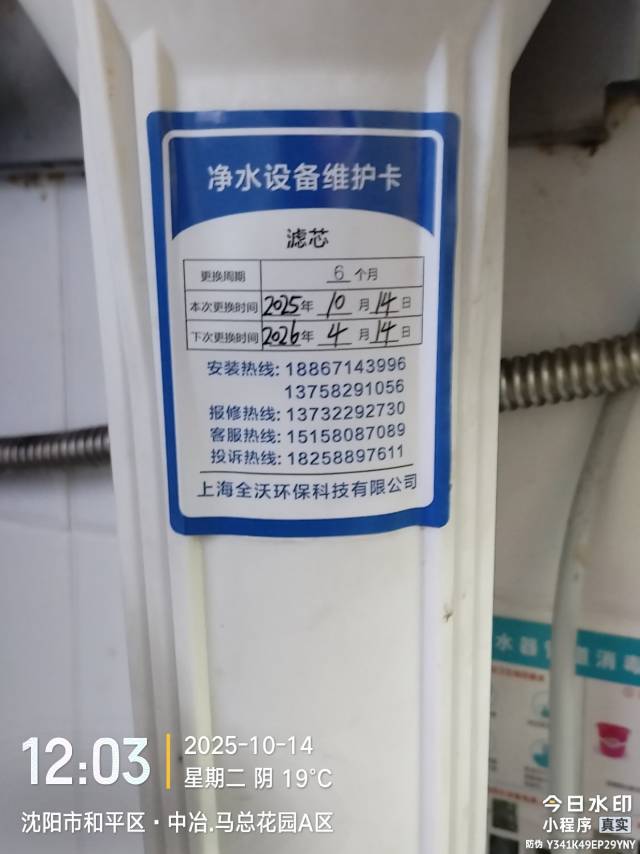 净水设备维护卡
滤芯
更换周期 6 个月
本次更换时间 2025年 10 月 14 日
下次更换时间 2026年 4 月 14 日
安装热线: 18867143996
13758291056
报修热线: 13732292730
客服热线: 15158087089
投诉热线: 18258897611
上海全沃环保科技有限公司
水器
道消毒
12:03
2025-10-14
星期二 阴 19℃
沈阳市和平区·中冶.马总花园A区
今日水印
小程序 真实
防伪 Y341K49EP29YNY